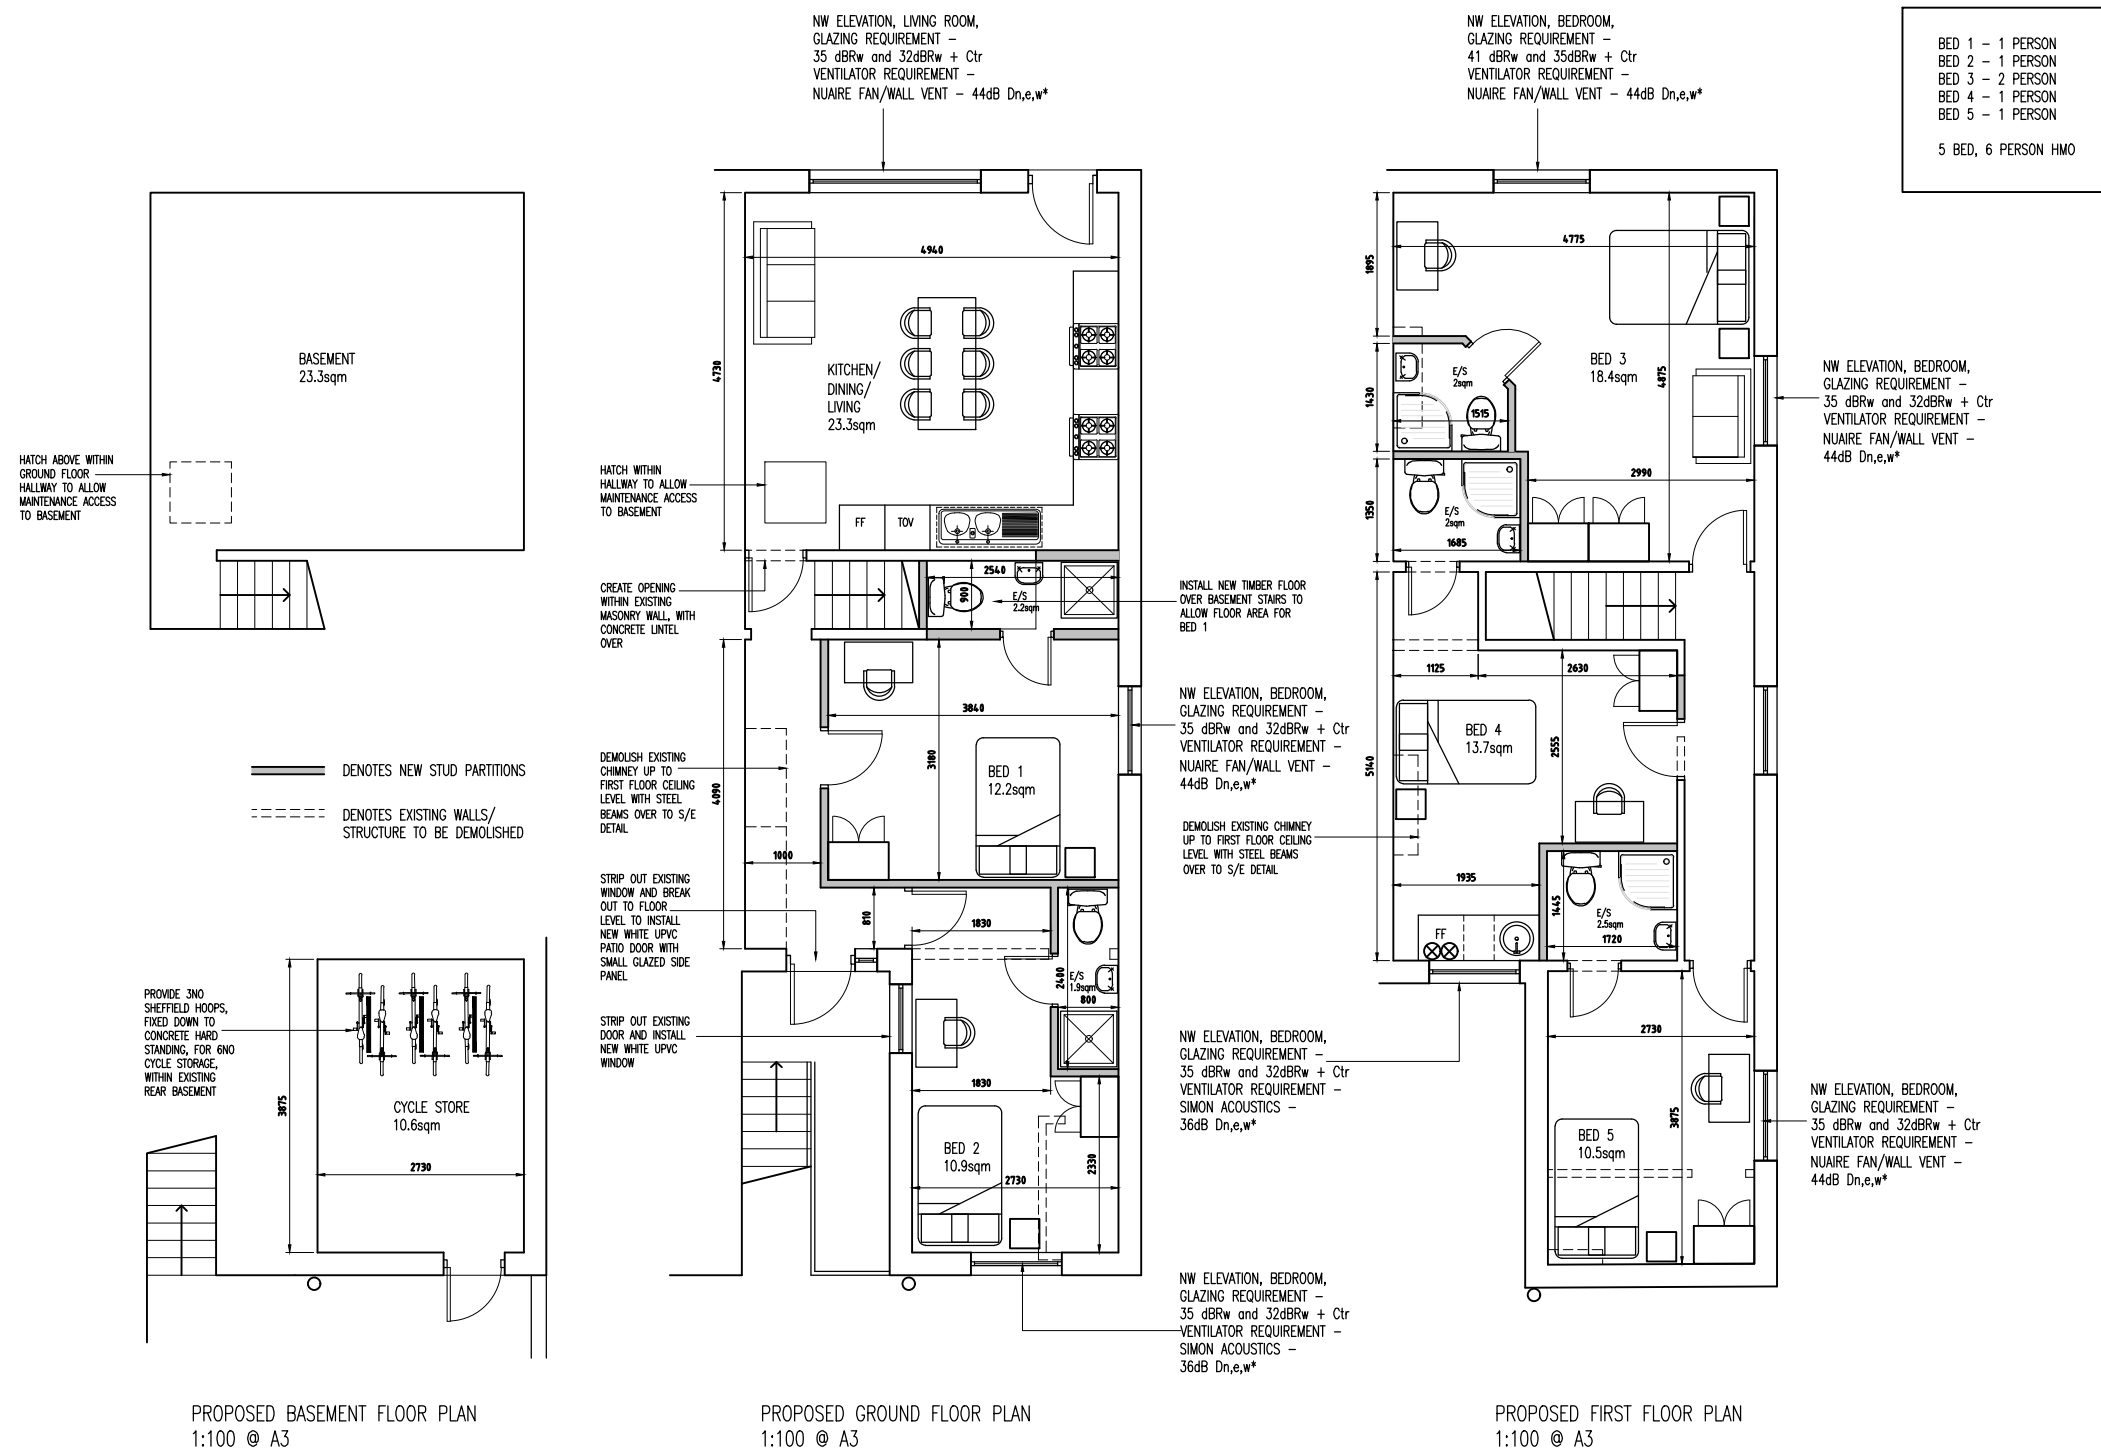 NW ELEVATION, LIVING ROOM,
GLAZING REQUIREMENT –
35 dBRw and 32dBRw + Ctr
VENTILATOR REQUIREMENT –
NUAIRE FAN/WALL VENT – 44dB Dn,e,w*
NW ELEVATION, BEDROOM,
GLAZING REQUIREMENT –
41 dBRw and 35dBRw + Ctr
VENTILATOR REQUIREMENT –
NUAIRE FAN/WALL VENT – 44dB Dn,e,w*
BED 1 – 1 PERSON
BED 2 – 1 PERSON
BED 3 – 2 PERSON
BED 4 – 1 PERSON
BED 5 – 1 PERSON
5 BED, 6 PERSON HMO
BASEMENT
23.3sqm
HATCH ABOVE WITHIN
GROUND FLOOR
HALLWAY TO ALLOW
MAINTENANCE ACCESS
TO BASEMENT
DENOTES NEW STUD PARTITIONS
DENOTES EXISTING WALLS/
STRUCTURE TO BE DEMOLISHED
PROVIDE 3NO
SHEFFIELD HOOPS,
FIXED DOWN TO
CONCRETE HARD
STANDING, FOR 6NO
CYCLE STORAGE,
WITHIN EXISTING
REAR BASEMENT
3875
CYCLE STORE
10.6sqm
2730
PROPOSED BASEMENT FLOOR PLAN
1:100 @ A3
4940
4730
KITCHEN/
DINING/
LIVING
23.3sqm
HATCH WITHIN
HALLWAY TO ALLOW
MAINTENANCE ACCESS
TO BASEMENT
FF
TOV
CREATE OPENING
WITHIN EXISTING
MASONRY WALL, WITH
CONCRETE LINTEL
OVER
2540
900
E/S
2.2sqm
INSTALL NEW TIMBER FLOOR
OVER BASEMENT STAIRS TO
ALLOW FLOOR AREA FOR
BED 1
3840
3180
BED 1
12.2sqm
NW ELEVATION, BEDROOM,
GLAZING REQUIREMENT –
35 dBRw and 32dBRw + Ctr
VENTILATOR REQUIREMENT –
NUAIRE FAN/WALL VENT –
44dB Dn,e,w*
DEMOLISH EXISTING
CHIMNEY UP TO
FIRST FLOOR CEILING
LEVEL WITH STEEL
BEAMS OVER TO S/E
DETAIL
4090
1000
STRIP OUT EXISTING
WINDOW AND BREAK
OUT TO FLOOR
LEVEL TO INSTALL
NEW WHITE UPVC
PATIO DOOR WITH
SMALL GLAZED SIDE
PANEL
810
1830
2400
E/S
1.9sqm
800
STRIP OUT EXISTING
DOOR AND INSTALL
NEW WHITE UPVC
WINDOW
1830
BED 2
10.9sqm
2730
2330
NW ELEVATION, BEDROOM,
GLAZING REQUIREMENT –
35 dBRw and 32dBRw + Ctr
VENTILATOR REQUIREMENT –
SIMON ACOUSTICS –
36dB Dn,e,w*
PROPOSED GROUND FLOOR PLAN
1:100 @ A3
4775
1895
BED 3
18.4sqm
4875
E/S
2sqm
1430
1515
NW ELEVATION, BEDROOM,
GLAZING REQUIREMENT –
35 dBRw and 32dBRw + Ctr
VENTILATOR REQUIREMENT –
NUAIRE FAN/WALL VENT –
44dB Dn,e,w*
2990
1350
E/S
2sqm
1685
1125
2630
BED 4
13.7sqm
2555
5140
DEMOLISH EXISTING CHIMNEY
UP TO FIRST FLOOR CEILING
LEVEL WITH STEEL BEAMS
OVER TO S/E DETAIL
1935
1445
E/S
2.5sqm
1720
FF
NW ELEVATION, BEDROOM,
GLAZING REQUIREMENT –
35 dBRw and 32dBRw + Ctr
VENTILATOR REQUIREMENT –
SIMON ACOUSTICS –
36dB Dn,e,w*
2730
3875
BED 5
10.5sqm
NW ELEVATION, BEDROOM,
GLAZING REQUIREMENT –
35 dBRw and 32dBRw + Ctr
VENTILATOR REQUIREMENT –
NUAIRE FAN/WALL VENT –
44dB Dn,e,w*
PROPOSED FIRST FLOOR PLAN
1:100 @ A3